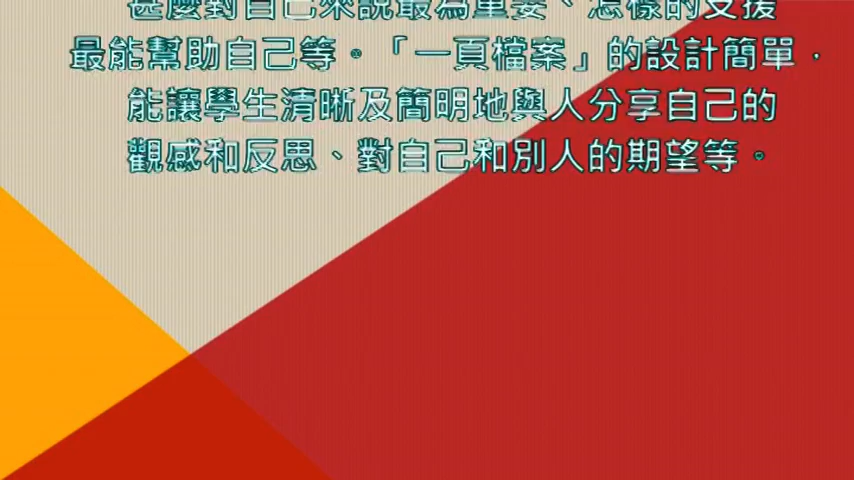 甚麼對自己來說最為重要、怎樣的支援
最能幫助自己等。「一頁檔案」的設計簡單，
能讓學生清晰及簡明地與人分享自己的
觀感和反思、對自己和別人的期望等。